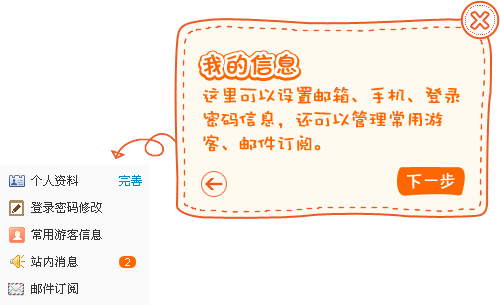 我的信息
这里可以设置邮箱、手机、登录
密码信息，还可以管理常用游
客、邮件订阅。
下一步
个人资料 完善
登录密码修改
常用游客信息
站内消息 2
邮件订阅